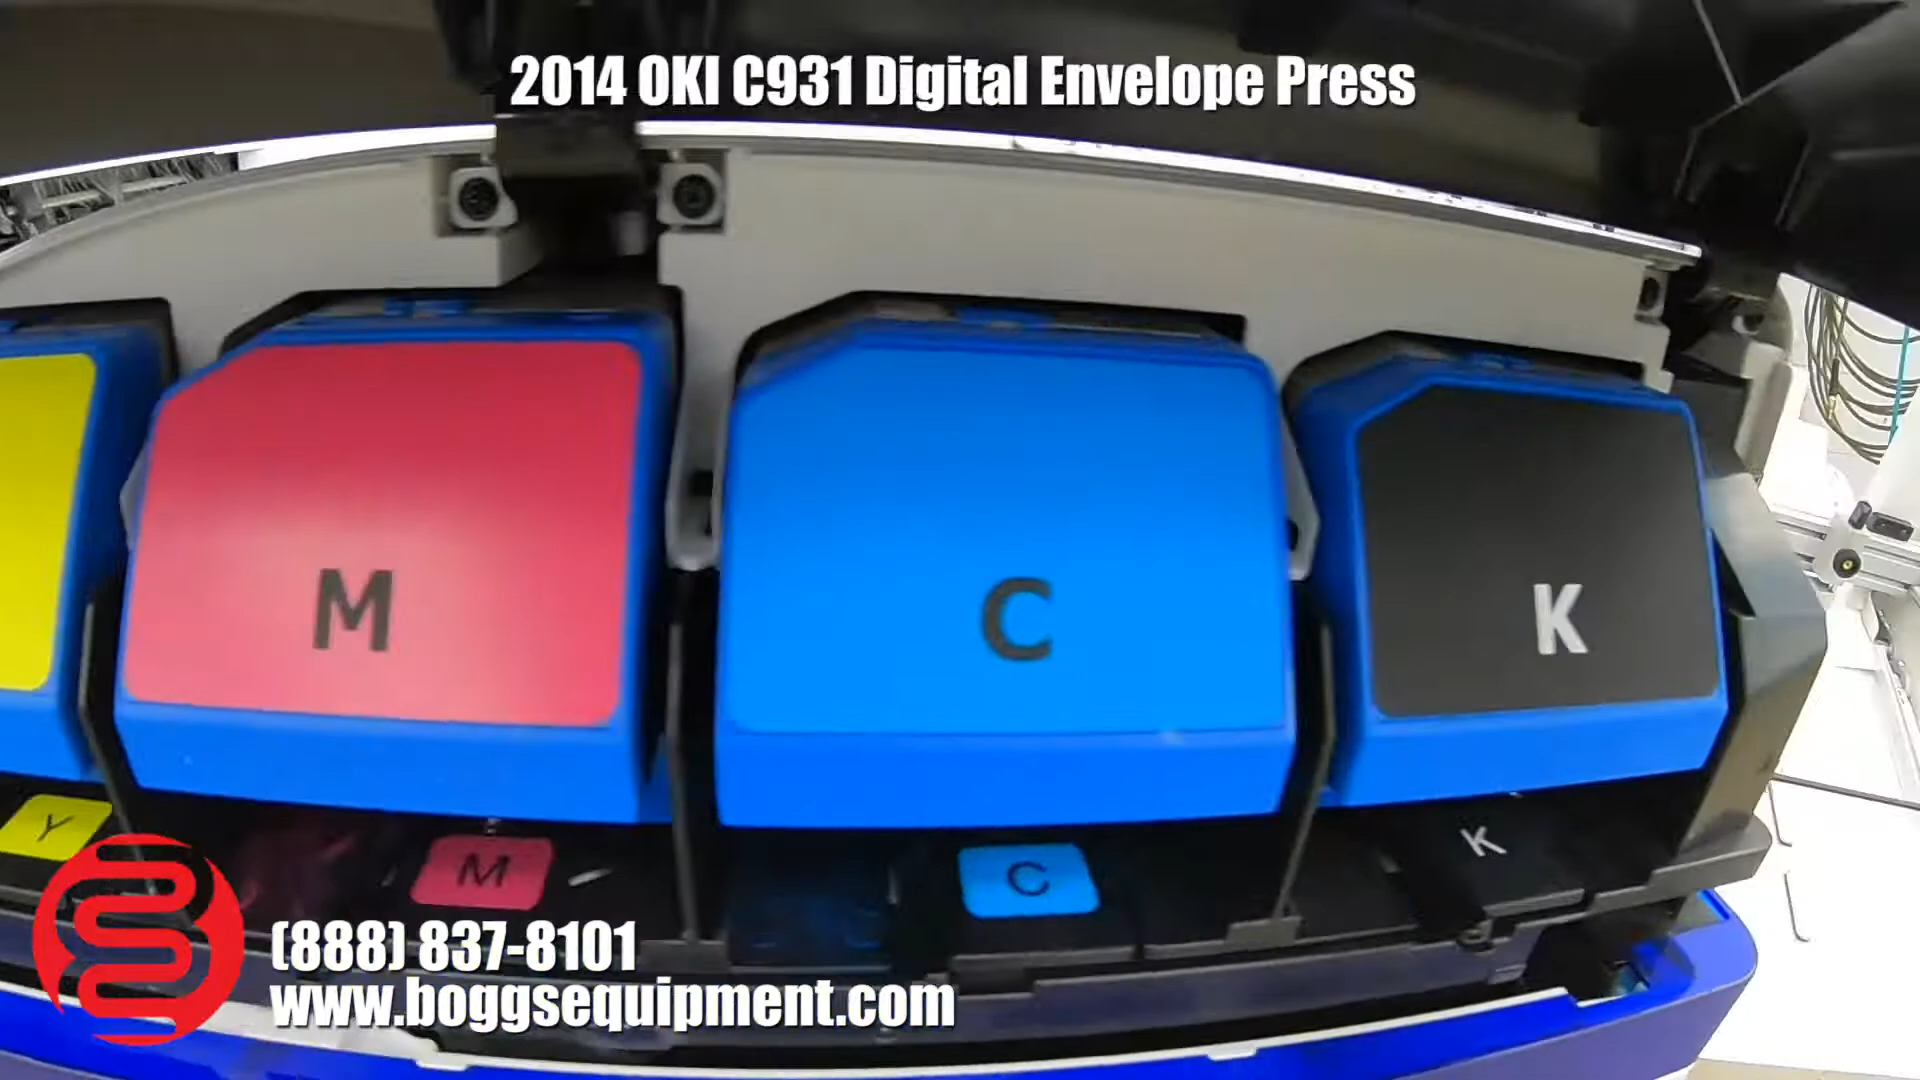 2014 OKI C931 Digital Envelope Press
M
C
K
Y
M
C
K
(888) 837-8101
www.boggsequipment.com